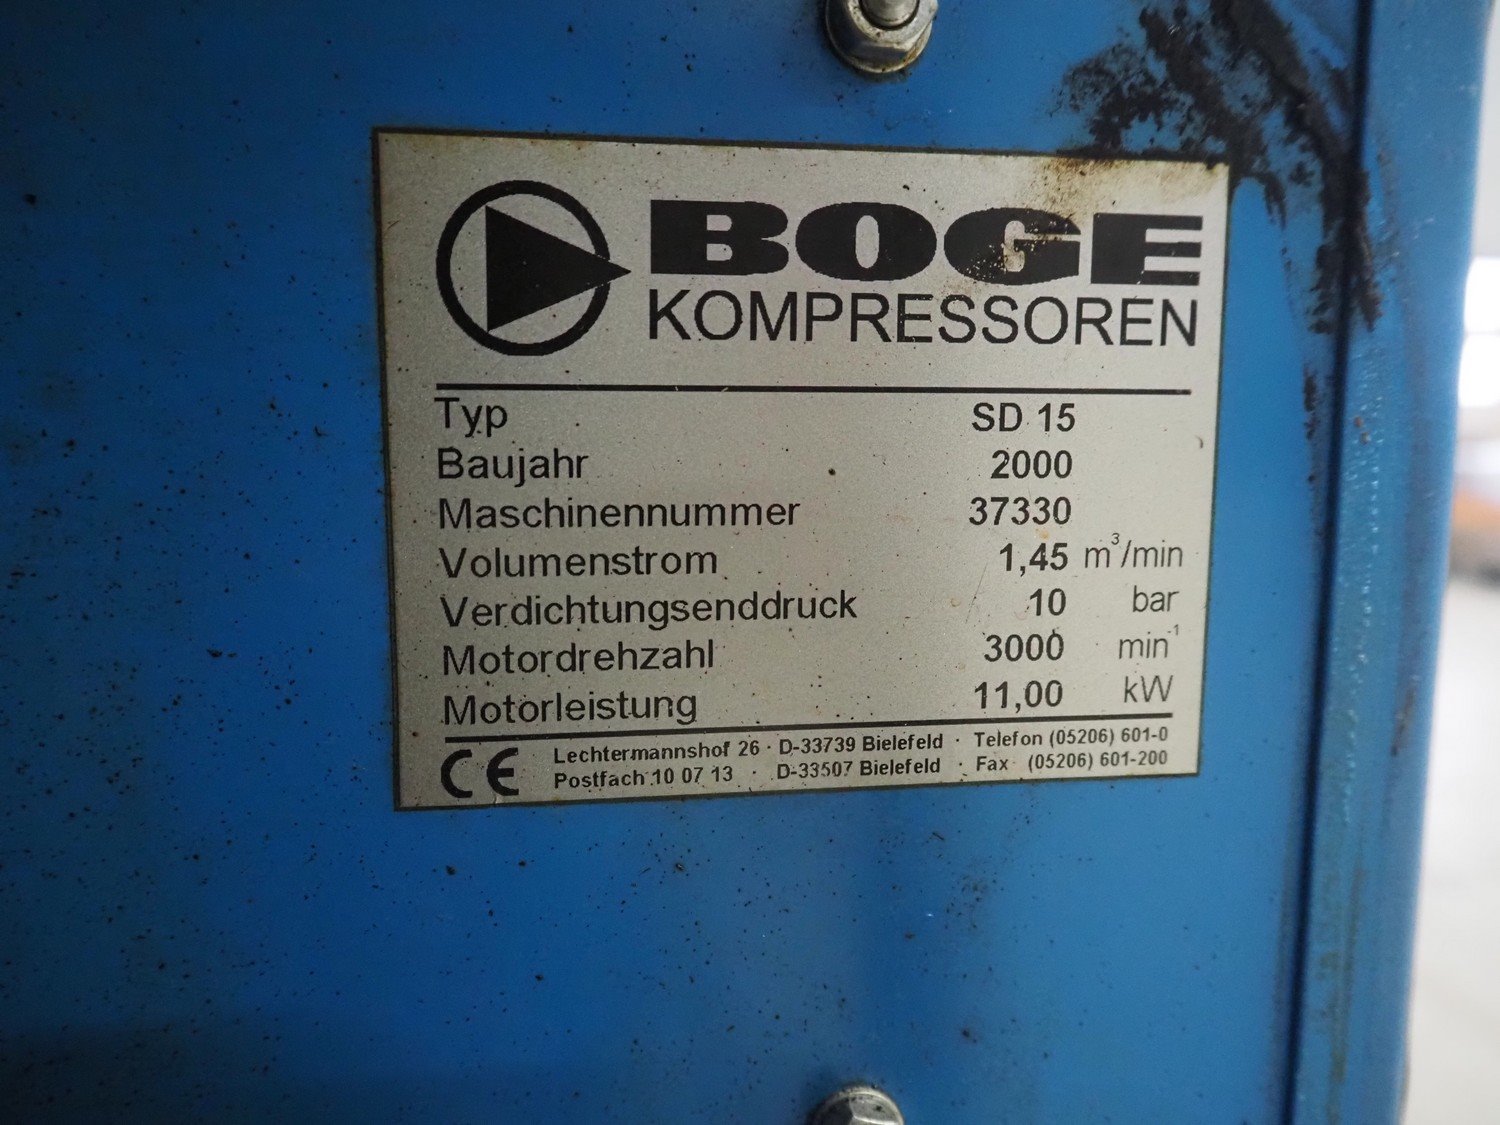 BOGE
KOMPRESSOREN
Typ SD 15
Baujahr 2000
Maschinennummer 37330
Volumenstrom 1,45 m³/min
Verdichtungsenddruck 10 bar
Motordrehzahl 3000 min⁻¹
Motorleistung 11,00 kW
CE Lechtermannshof 26 · D-33739 Bielefeld · Telefon (05206) 601-0
Postfach 10 07 13 · D-33507 Bielefeld · Fax (05206) 601-200